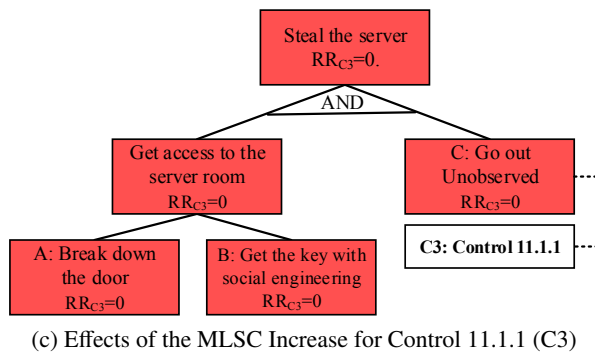 Steal the server
RRC3=0.
AND
Get access to the
server room
RRC3=0
C: Go out
Unobserved
RRC3=0
A: Break down
the door
RRC3=0
B: Get the key with
social engineering
RRC3=0
C3: Control 11.1.1
(c) Effects of the MLSC Increase for Control 11.1.1 (C3)